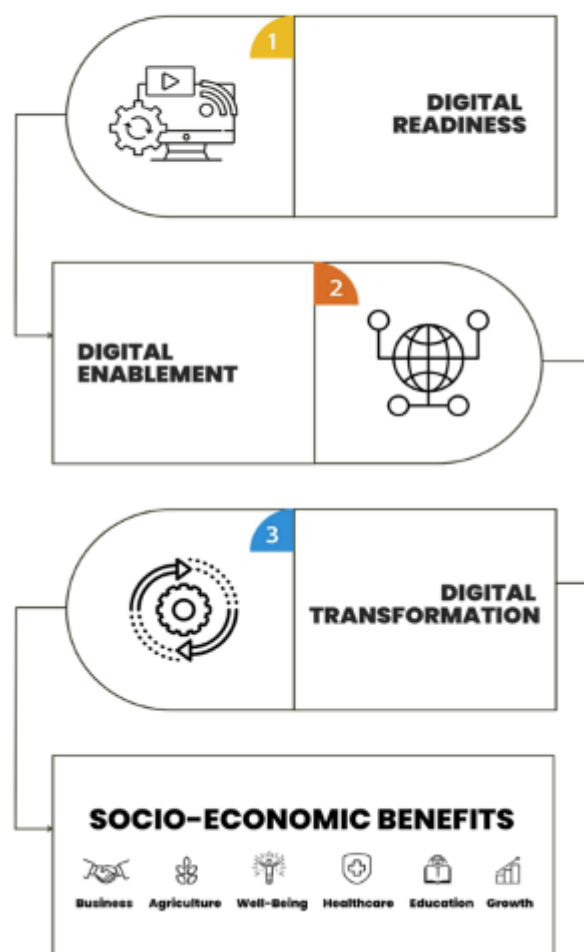 1
DIGITAL
READINESS
2
DIGITAL
ENABLEMENT
3
DIGITAL
TRANSFORMATION
SOCIO-ECONOMIC BENEFITS
Business Agriculture Well-Being Healthcare Education Growth